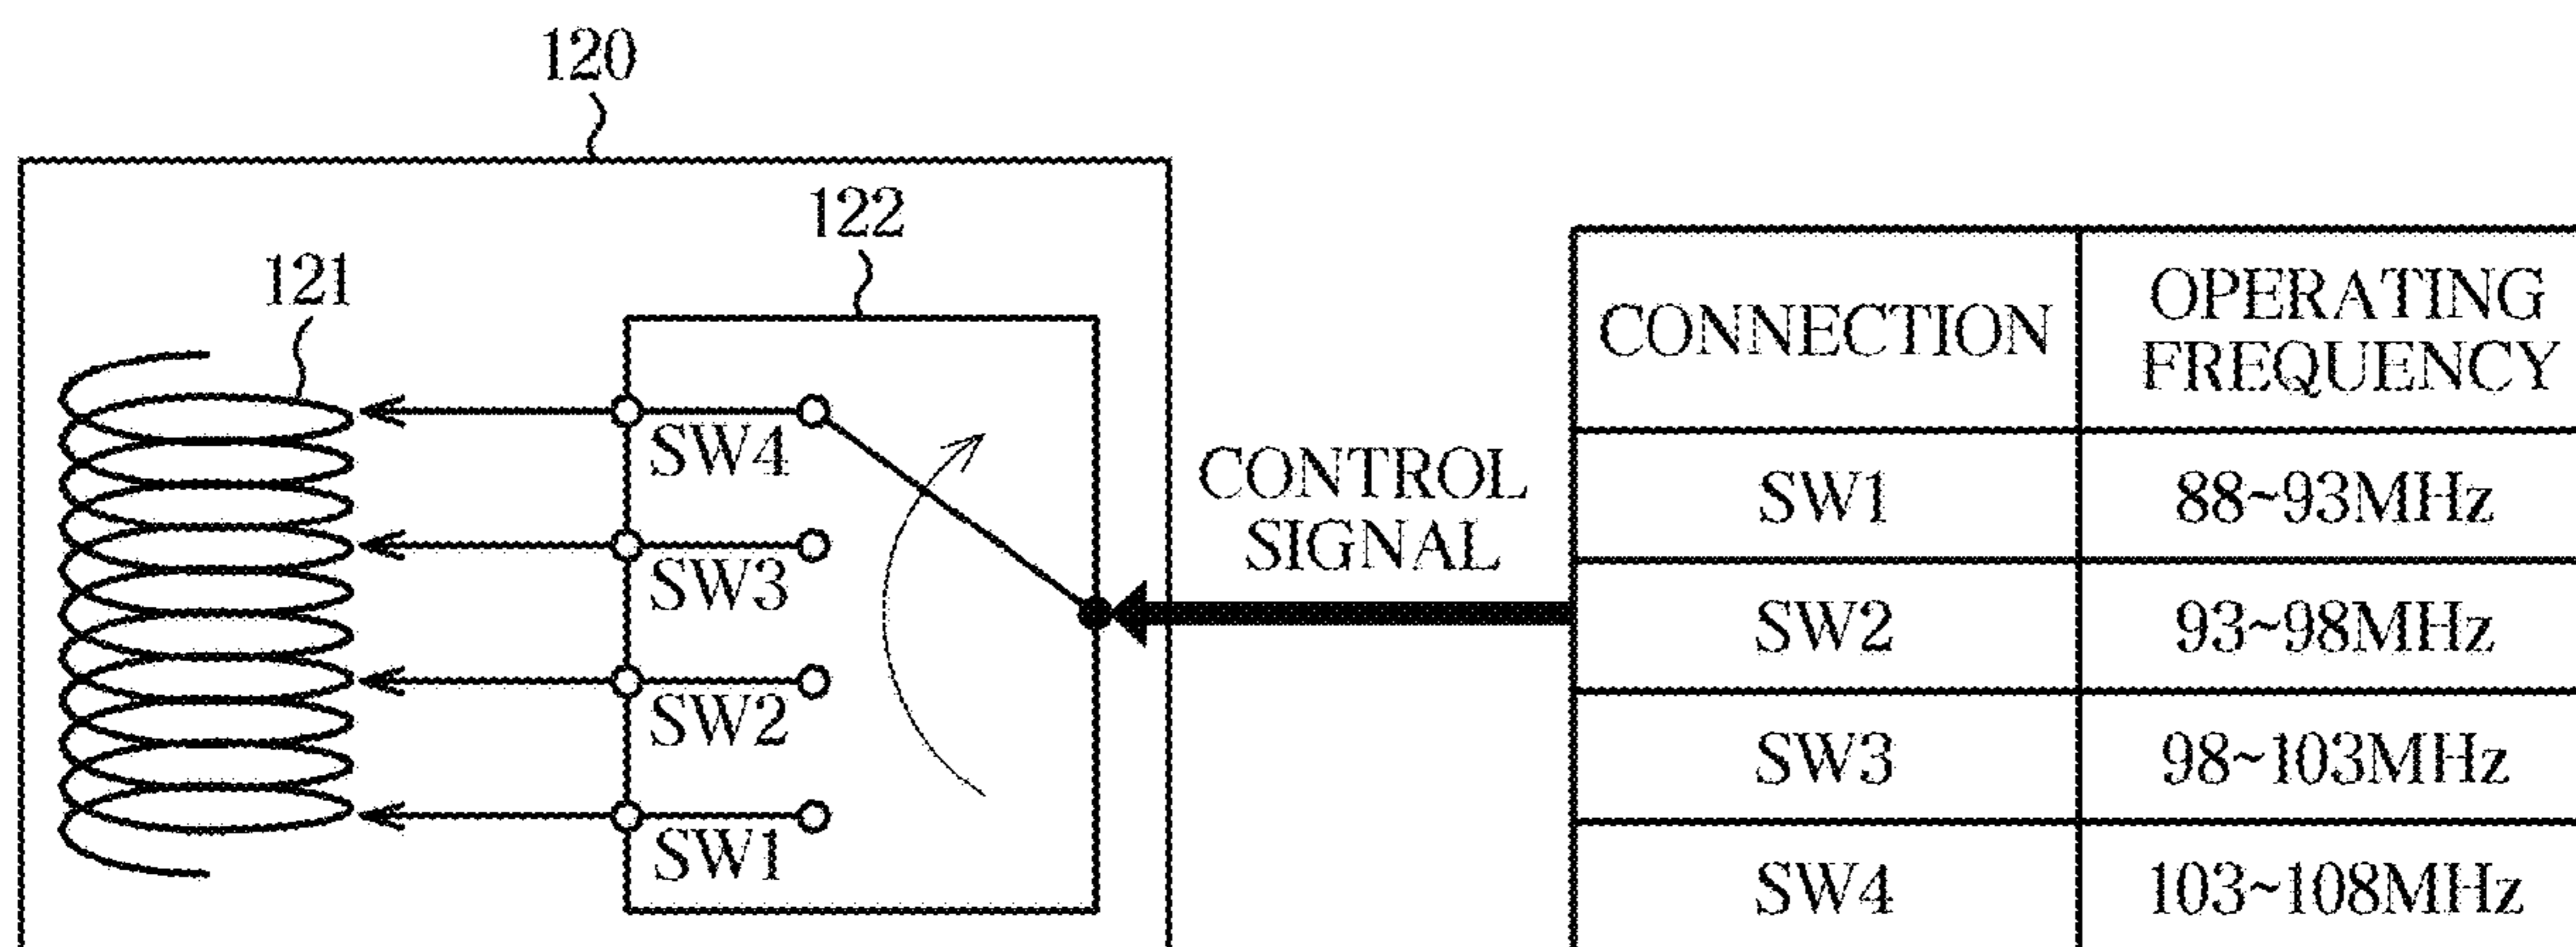 120
122
121
SW4
SW3
SW2
SW1
CONTROL
SIGNAL
CONNECTION
OPERATING
FREQUENCY
SW1
88~93MHz
SW2
93~98MHz
SW3
98~103MHz
SW4
103~108MHz